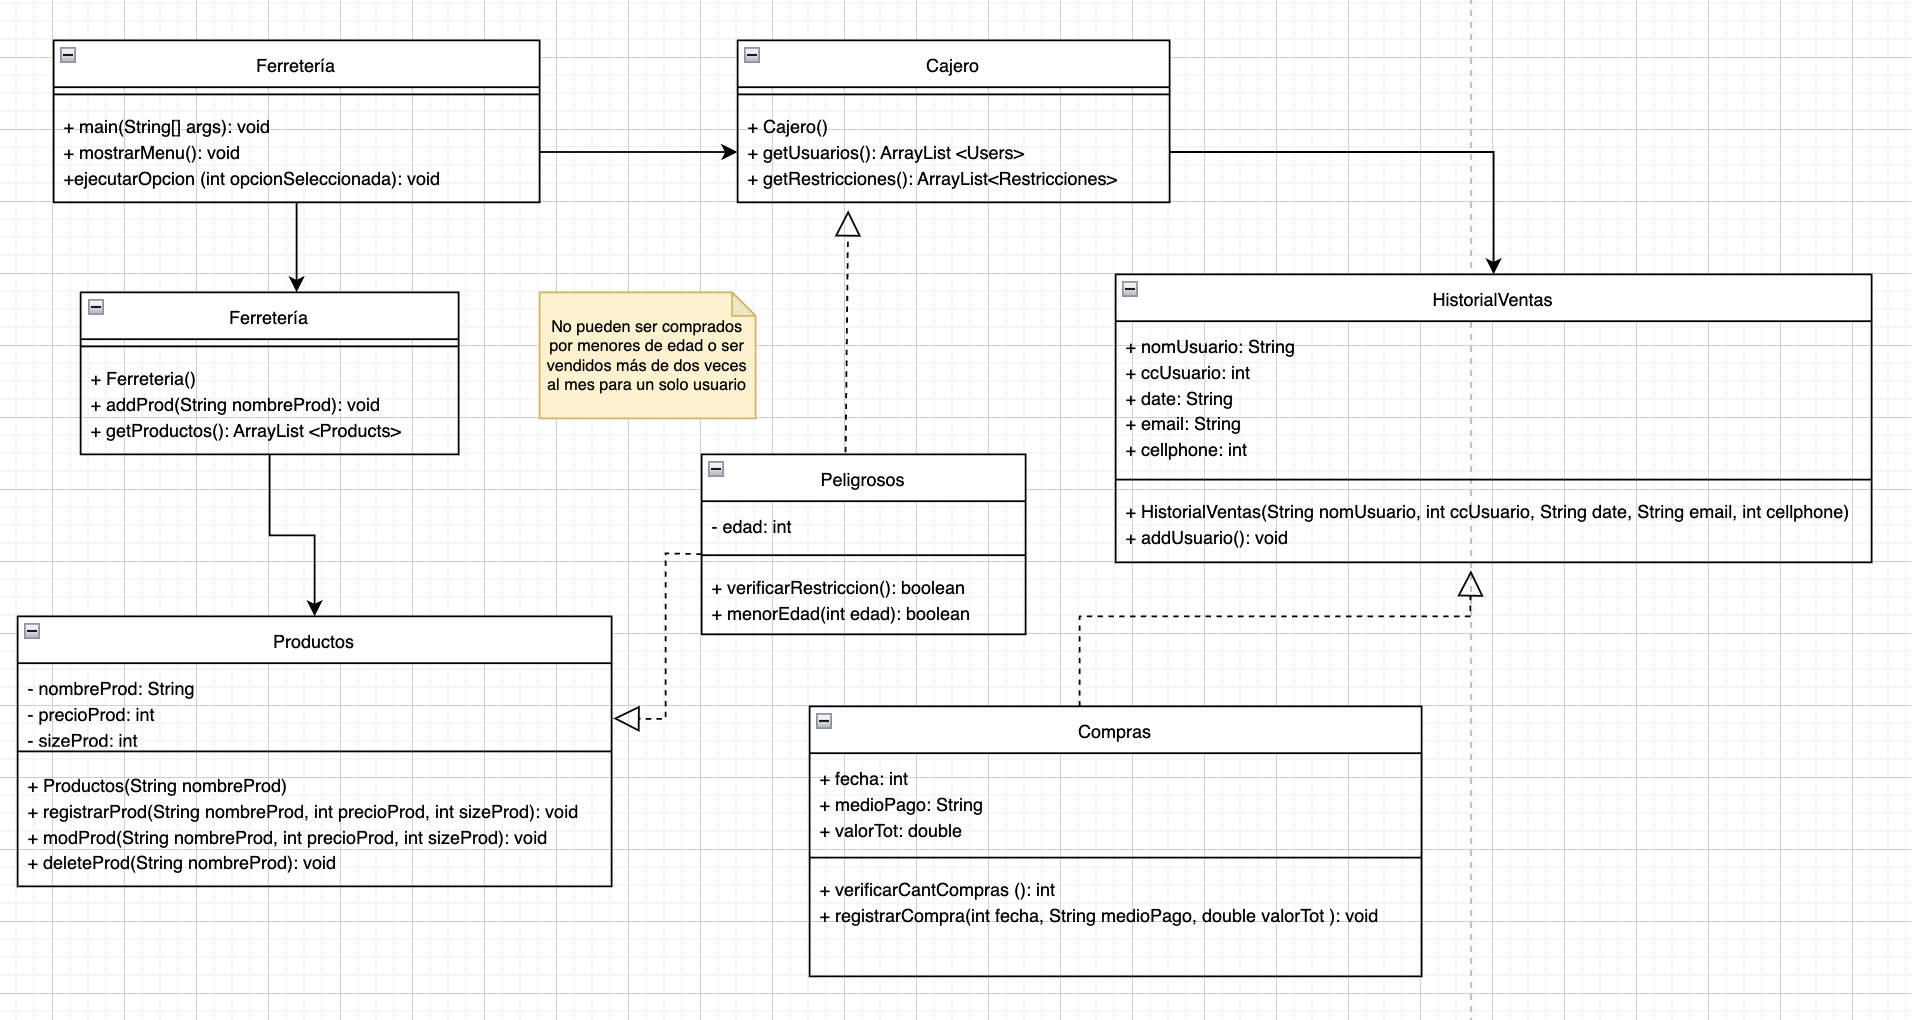 Ferretería
+ main(String[] args): void
+ mostrarMenu(): void
+ejecutarOpcion (int opcionSeleccionada): void
Cajero
+ Cajero()
+ getUsuarios(): ArrayList <Users>
+ getRestricciones(): ArrayList<Restricciones>
Ferretería
+ Ferreteria()
+ addProd(String nombreProd): void
+ getProductos(): ArrayList <Products>
No pueden ser comprados
por menores de edad o ser
vendidos más de dos veces
al mes para un solo usuario
HistorialVentas
+ nomUsuario: String
+ ccUsuario: int
+ date: String
+ email: String
+ cellphone: int
+ HistorialVentas(String nomUsuario, int ccUsuario, String date, String email, int cellphone)
+ addUsuario(): void
Peligrosos
- edad: int
+ verificarRestriccion(): boolean
+ menorEdad(int edad): boolean
Productos
- nombreProd: String
- precioProd: int
- sizeProd: int
+ Productos(String nombreProd)
+ registrarProd(String nombreProd, int precioProd, int sizeProd): void
+ modProd(String nombreProd, int precioProd, int sizeProd): void
+ deleteProd(String nombreProd): void
Compras
+ fecha: int
+ medioPago: String
+ valorTot: double
+ verificarCantCompras (): int
+ registrarCompra(int fecha, String medioPago, double valorTot ): void